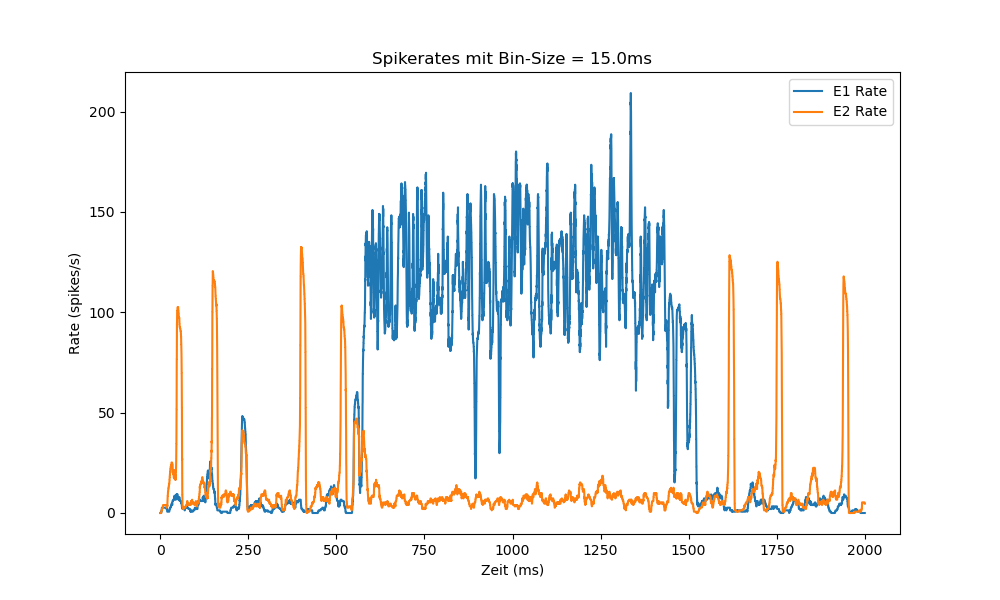 Spikerates mit Bin-Size = 15.0ms
E1 Rate
E2 Rate
200
150
100
50
0
Rate (spikes/s)
0 250 500 750 1000 1250 1500 1750 2000
Zeit (ms)